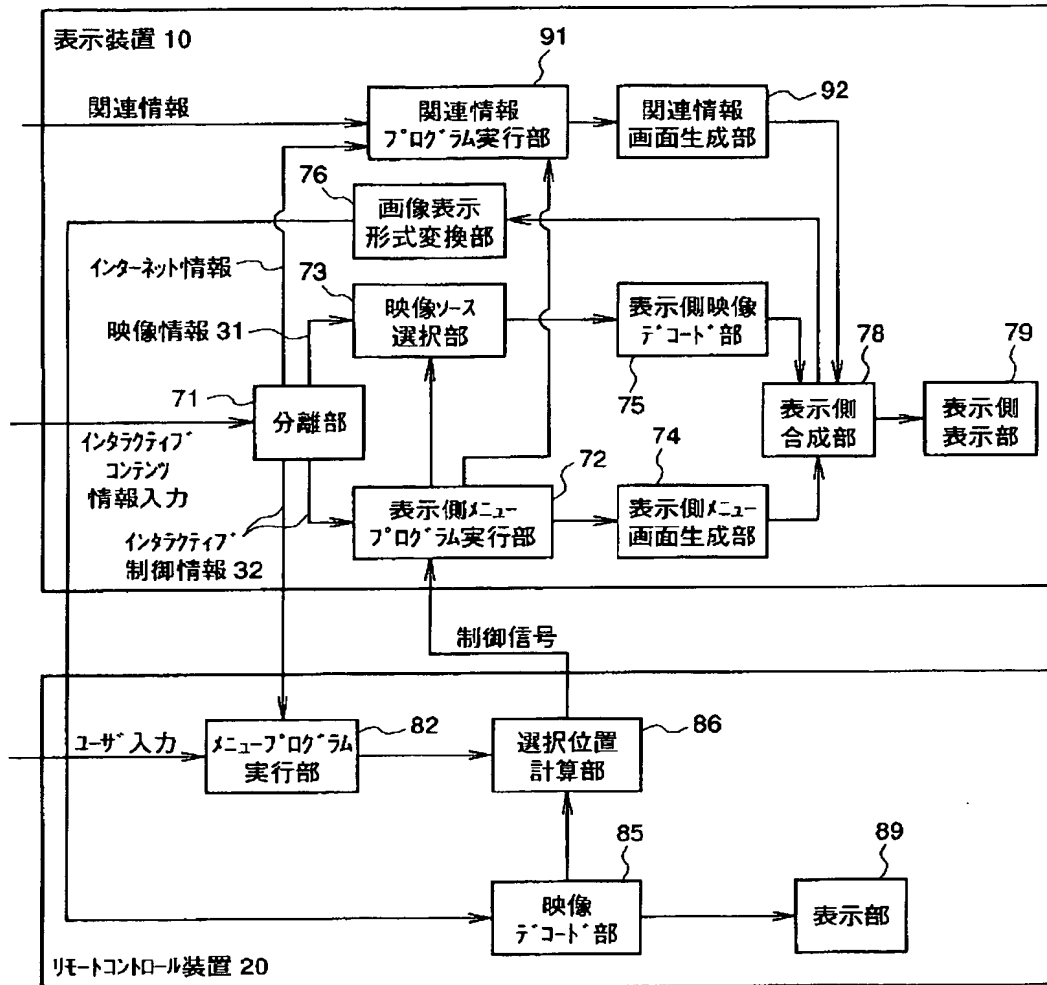 表示装置 10
91
関連情報
関連情報
プログラム実行部
92
関連情報
画面生成部
76
画像表示
形式変換部
インターネット情報
73
映像情報 31
映像ソース
選択部
表示側映像
デコード部
75
78
79
71
分離部
表示側
合成部
表示側
表示部
インタラクティブ
コンテンツ
情報入力
72
74
表示側メニュー
プログラム実行部
表示側メニュー
画面生成部
インタラクティブ
制御情報 32
制御信号
ユーザ入力
82
メニュープログラム
実行部
86
選択位置
計算部
85
89
映像
デコード部
表示部
リモートコントロール装置 20